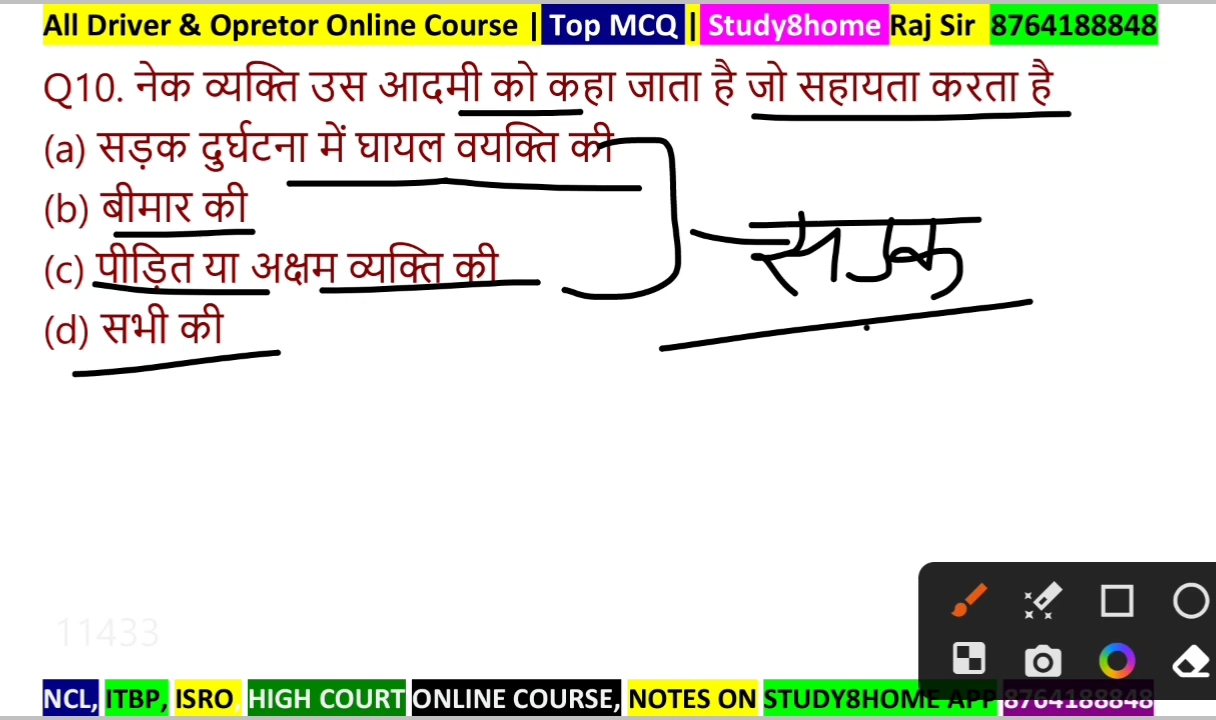 All Driver & Opretor Online Course | Top MCQ | Study8home Raj Sir 8764188848
Q10. नेक व्यक्ति उस आदमी को कहा जाता है जो सहायता करता है
(a) सड़क दुर्घटना में घायल वयक्ति की
(b) बीमार की
सडक
(c) पीड़ित या अक्षम व्यक्ति की
(d) सभी की
11433
NCL, ITBP, ISRO, HIGH COURT ONLINE COURSE, NOTES ON STUDY8HOME APP 8764188848